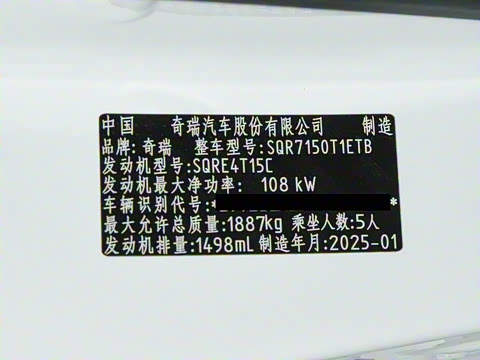 中国 奇瑞汽车股份有限公司 制造
品牌: 奇瑞 整车型号:SQR7150T1ETB
发动机型号:SQRE4T15C
发动机最大净功率: 108 kW
车辆识别代号:* *
最大允许总质量:1887kg 乘坐人数:5人
发动机排量:1498mL 制造年月:2025-01